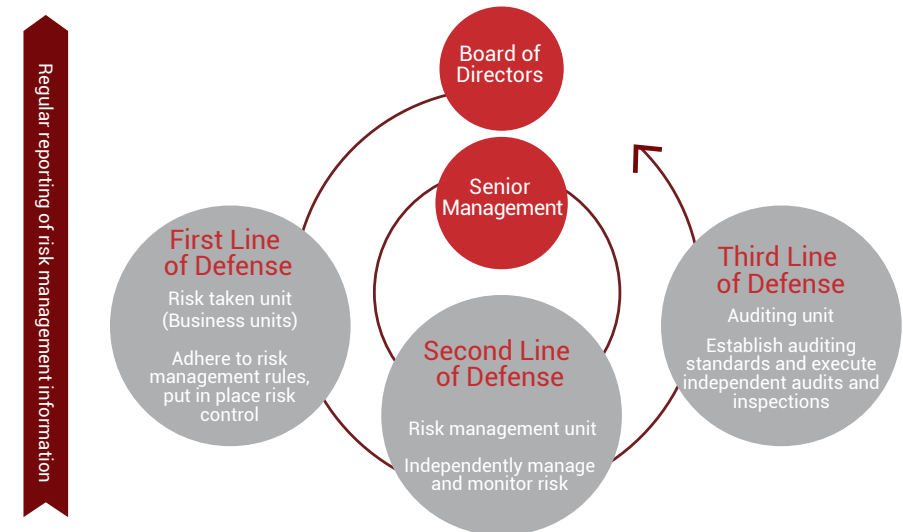 Regular reporting of risk management information
Board of
Directors
Senior
Management
First Line
of Defense
Risk taken unit
(Business units)
Adhere to risk
management rules,
put in place risk
control
Second Line
of Defense
Risk management unit
Independently manage
and monitor risk
Third Line
of Defense
Auditing unit
Establish auditing
standards and execute
independent audits and
inspections